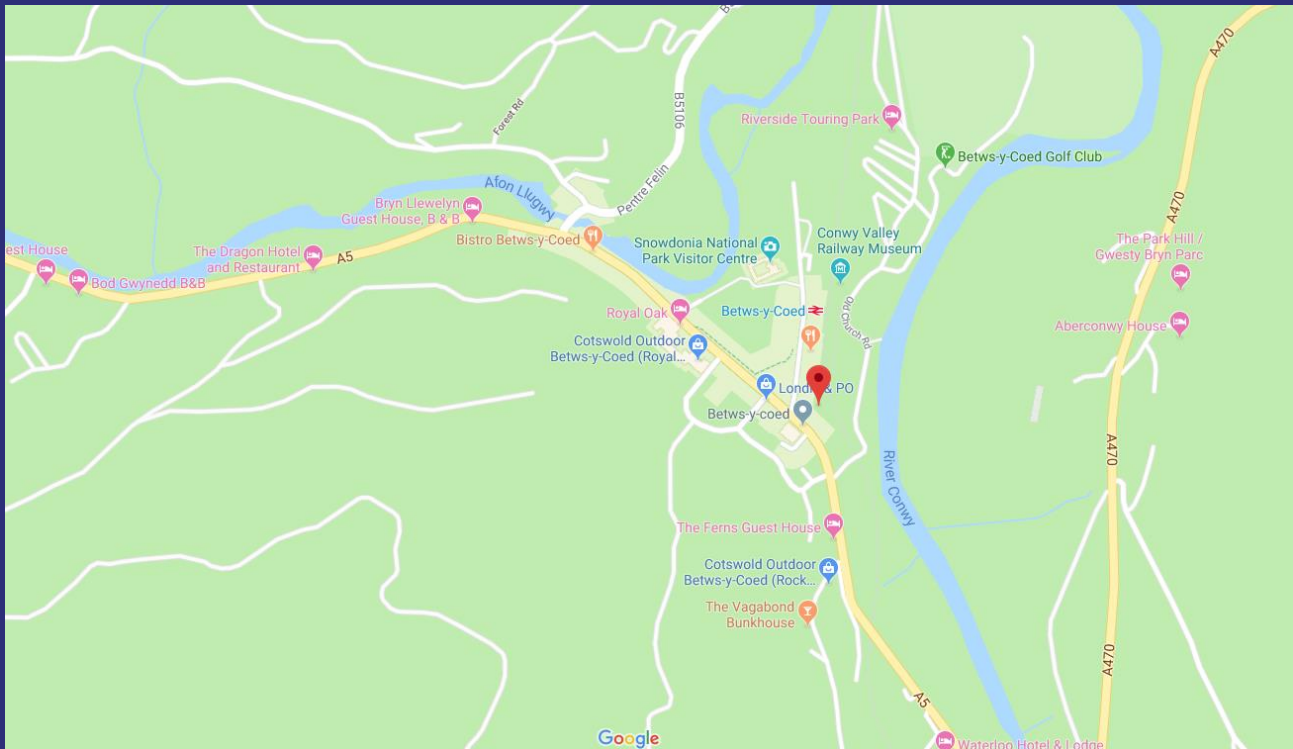 A470
B5106
Forest Rd
Riverside Touring Park
Betws-y-Coed Golf Club
Afon Llugwy
Pentre Felin
Bryn Llewelyn
Guest House, B & B
A470
Bistro Betws-y-Coed
Snowdonia National
Park Visitor Centre
Conwy Valley
Railway Museum
The Park Hill /
Gwesty Bryn Parc
est House
The Dragon Hotel
and Restaurant
A5
Bod Gwynedd B&B
Royal Oak
Betws-y-Coed
Old Church Rd
Aberconwy House
Cotswold Outdoor
Betws-y-Coed (Royal...
& PO
Betws-y-coed
A470
River Conwy
The Ferns Guest House
Cotswold Outdoor
Betws-y-Coed (Rock...
The Vagabond
Bunkhouse
A470
A5
Google
Waterloo Hotel & Lodge